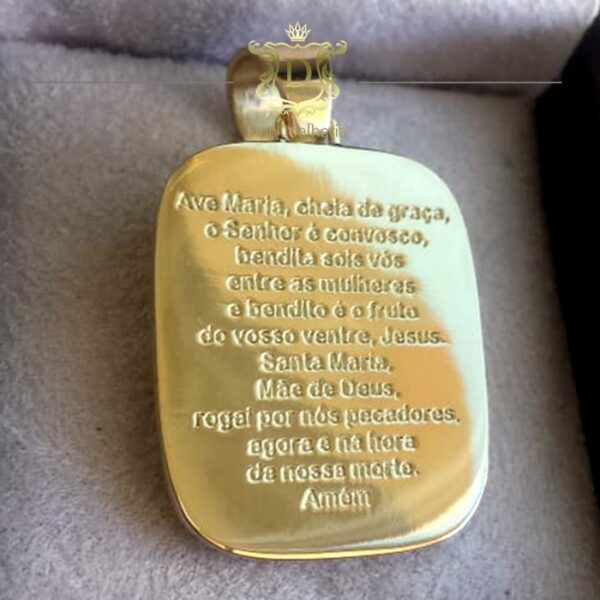 D
Ave Maria, cheia de graça,
o Senhor é convosco,
bendita sois vós
entre as mulheres
e bendito é o fruto
do vosso ventre, Jesus.
Santa Maria,
Mãe de Deus,
rogai por nós pecadores,
agora e na hora
da nossa morte.
Amém